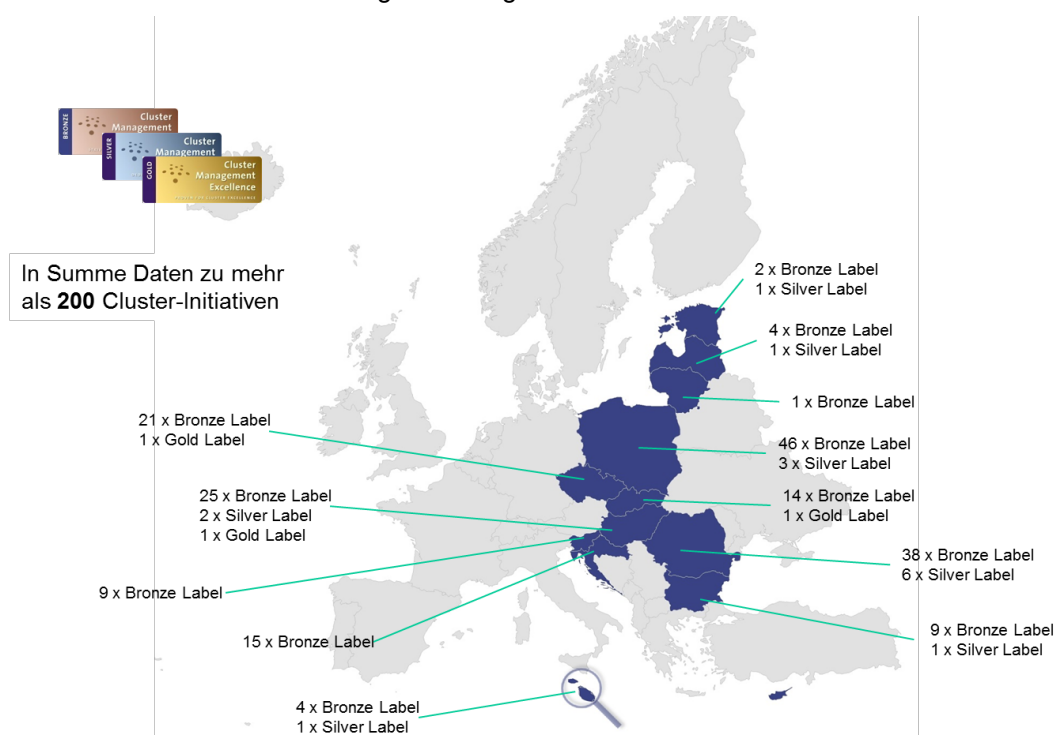 BRONZE
Cluster
Management
SILVER
Cluster
Management
GOLD
Cluster
Management
Excellence
In Summe Daten zu mehr
als 200 Cluster-Initiativen
2 x Bronze Label
1 x Silver Label
4 x Bronze Label
1 x Silver Label
1 x Bronze Label
21 x Bronze Label
1 x Gold Label
46 x Bronze Label
3 x Silver Label
25 x Bronze Label
2 x Silver Label
1 x Gold Label
14 x Bronze Label
1 x Gold Label
38 x Bronze Label
6 x Silver Label
9 x Bronze Label
15 x Bronze Label
9 x Bronze Label
1 x Silver Label
4 x Bronze Label
1 x Silver Label